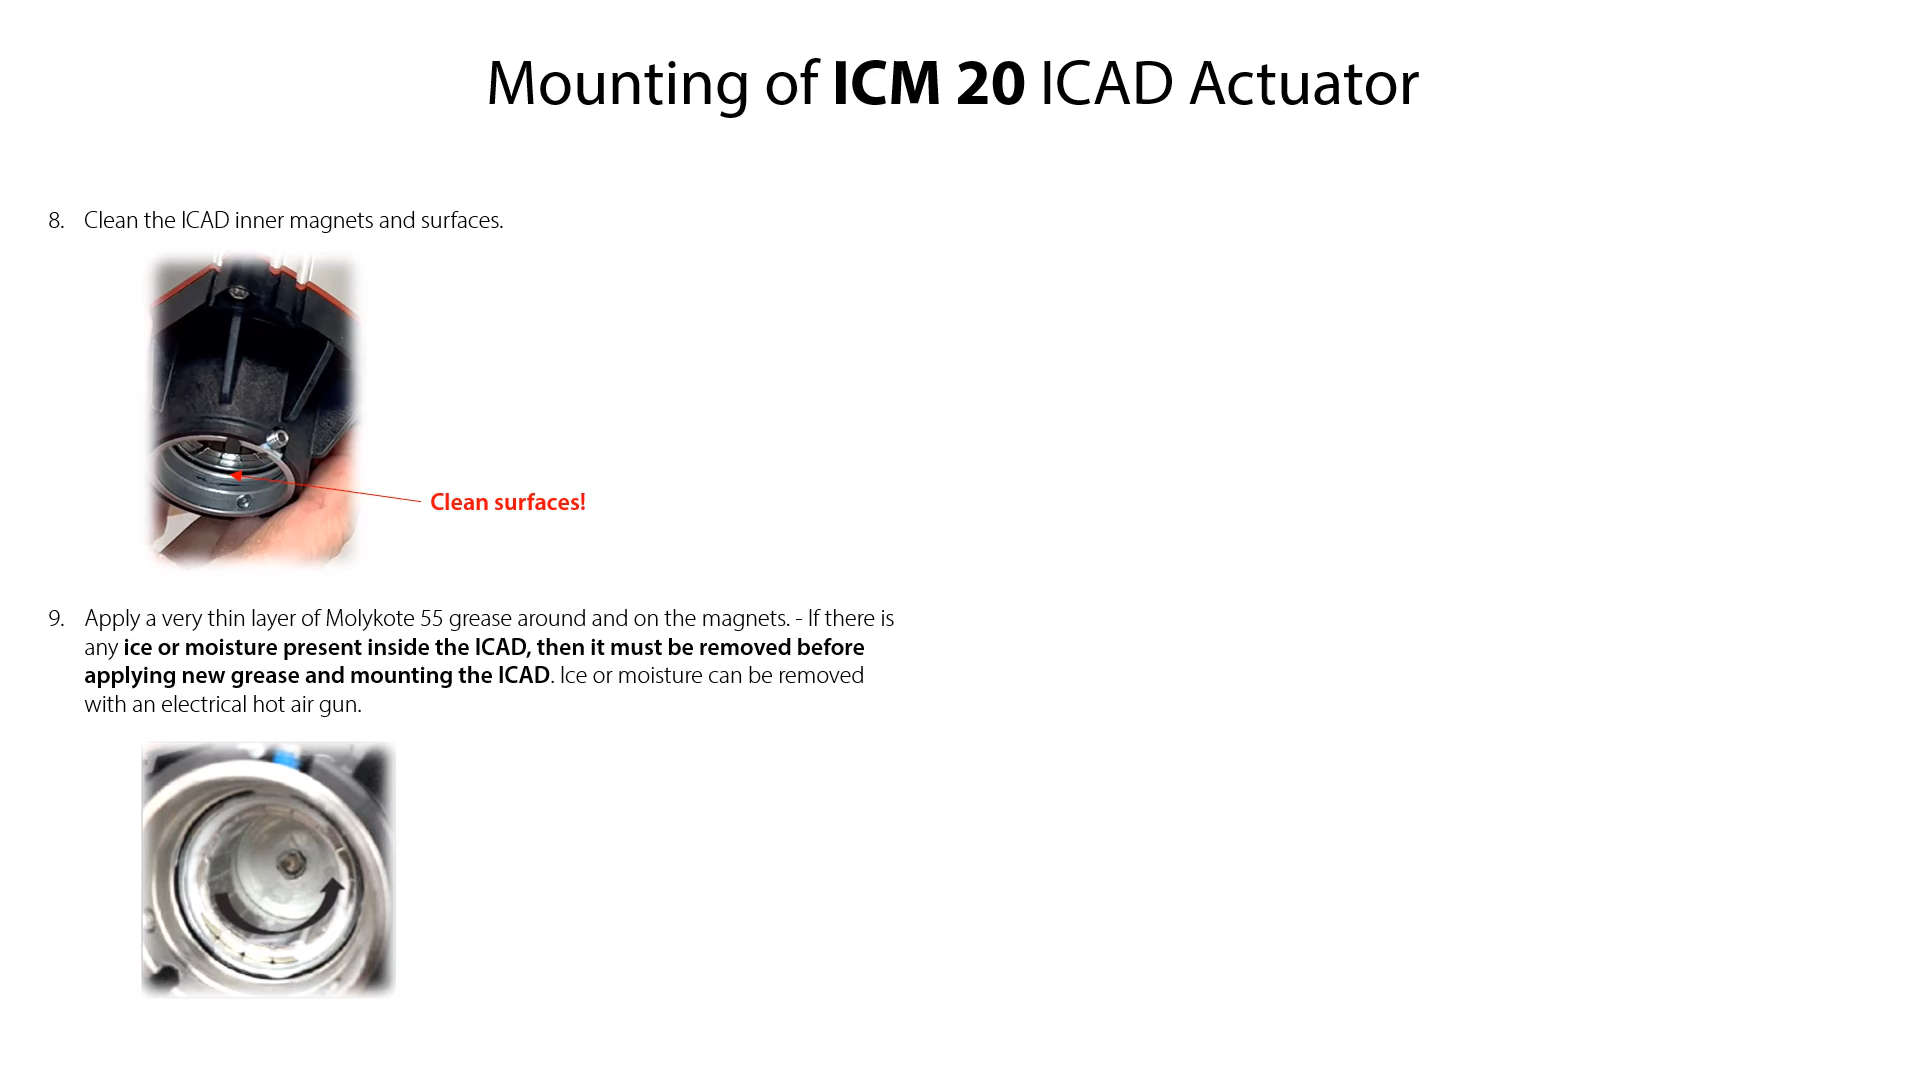 Mounting of ICM 20 ICAD Actuator
8. Clean the ICAD inner magnets and surfaces.
Clean surfaces!
9. Apply a very thin layer of Molykote 55 grease around and on the magnets. - If there is
any ice or moisture present inside the ICAD, then it must be removed before
applying new grease and mounting the ICAD. Ice or moisture can be removed
with an electrical hot air gun.